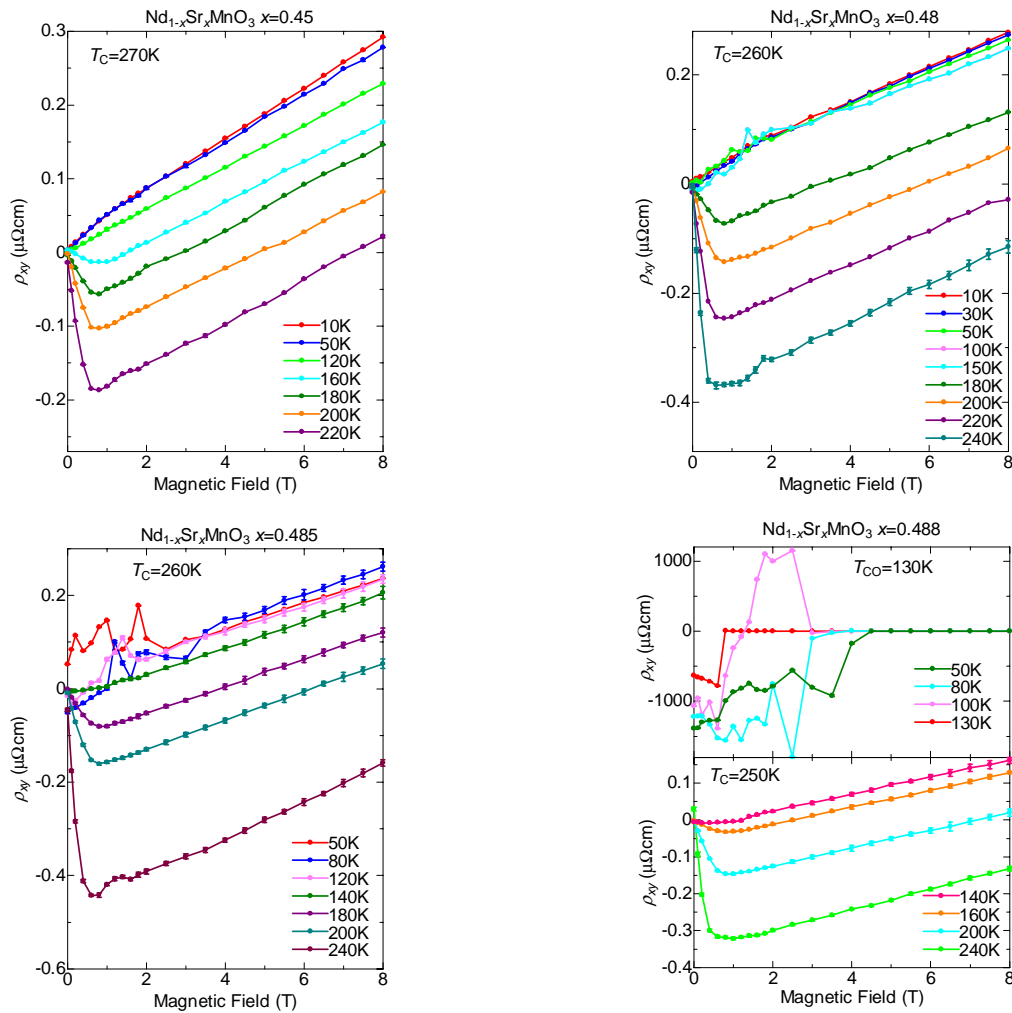 Nd1-xSrxMnO3 x=0.45
TC=270K
0.3
0.2
0.1
0
-0.1
-0.2
ρxy (μΩcm)
10K
50K
120K
160K
180K
200K
220K
0 2 4 6 8
Magnetic Field (T)
Nd1-xSrxMnO3 x=0.48
TC=260K
0.2
0
-0.2
-0.4
ρxy (μΩcm)
10K
30K
50K
100K
150K
180K
200K
220K
240K
0 2 4 6 8
Magnetic Field (T)
Nd1-xSrxMnO3 x=0.485
TC=260K
0.2
0
-0.2
-0.4
-0.6
ρxy (μΩcm)
50K
80K
120K
140K
180K
200K
240K
0 2 4 6 8
Magnetic Field (T)
Nd1-xSrxMnO3 x=0.488
TCO=130K
1000
0
-1000
ρxy (μΩcm)
50K
80K
100K
130K
TC=250K
0.1
0
-0.1
-0.2
-0.3
-0.4
ρxy (μΩcm)
140K
160K
200K
240K
0 2 4 6 8
Magnetic Field (T)